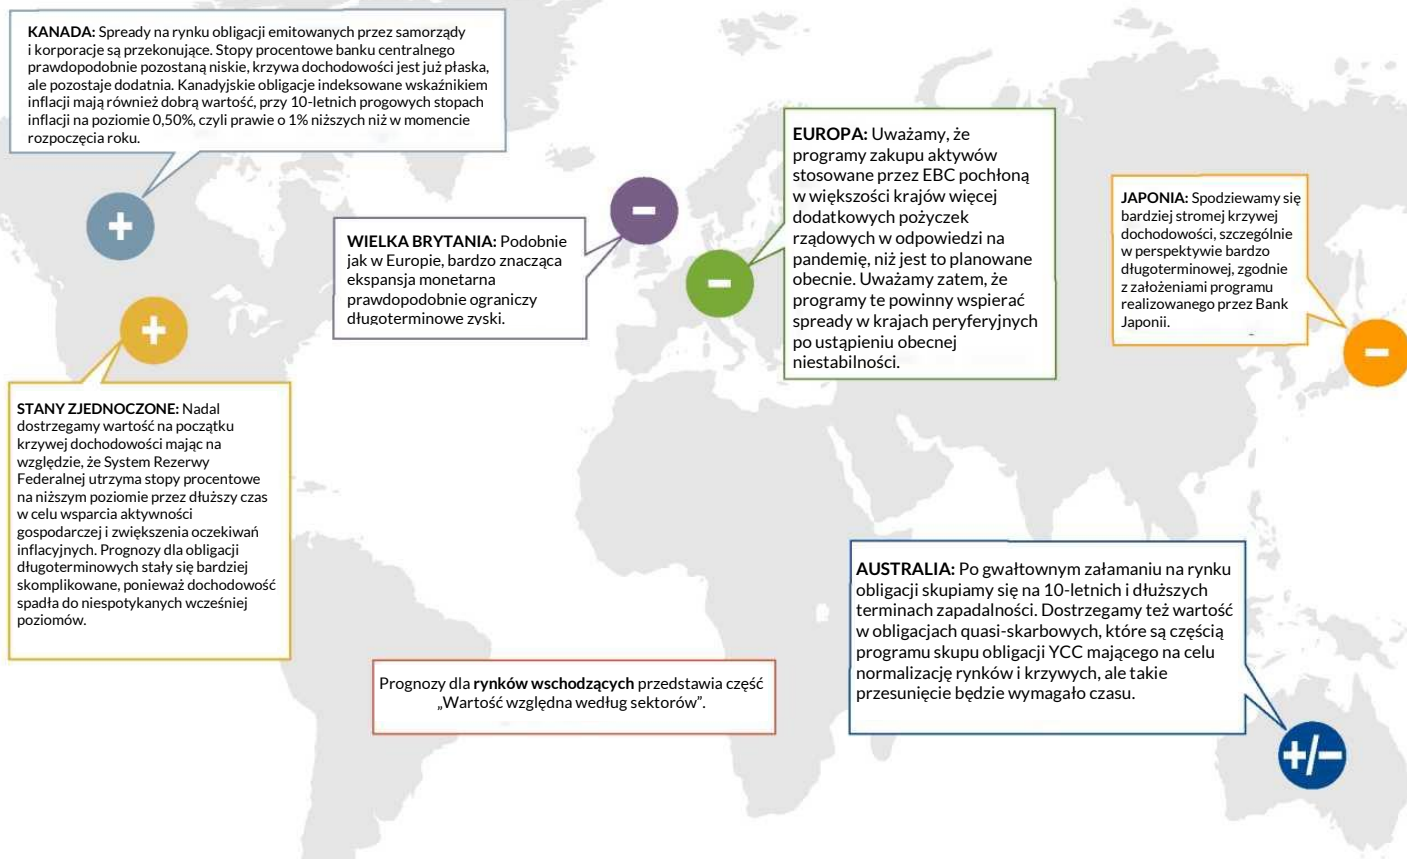 KANADA: Spready na rynku obligacji emitowanych przez samorządy
i korporacje są przekonujące. Stopy procentowe banku centralnego
prawdopodobnie pozostaną niskie, krzywa dochodowości jest już płaska,
ale pozostaje dodatnia. Kanadyjskie obligacje indeksowane wskaźnikiem
inflacji mają również dobrą wartość, przy 10-letnich progowych stopach
inflacji na poziomie 0,50%, czyli prawie o 1% niższych niż w momencie
rozpoczęcia roku.
+
STANY ZJEDNOCZONE: Nadal
dostrzegamy wartość na początku
krzywej dochodowości mając na
względzie, że System Rezerwy
Federalnej utrzyma stopy procentowe
na niższym poziomie przez dłuższy czas
w celu wsparcia aktywności
gospodarczej i zwiększenia oczekiwań
inflacyjnych. Prognozy dla obligacji
długoterminowych stały się bardziej
skomplikowane, ponieważ dochodowość
spadła do niespotykanych wcześniej
poziomów.
+
WIELKA BRYTANIA: Podobnie
jak w Europie, bardzo znacząca
ekspansja monetarna
prawdopodobnie ograniczy
długoterminowe zyski.
−
EUROPA: Uważamy, że
programy zakupu aktywów
stosowane przez EBC pochłoną
w większości krajów więcej
dodatkowych pożyczek
rządowych w odpowiedzi na
pandemię, niż jest to planowane
obecnie. Uważamy zatem, że
programy te powinny wspierać
spready w krajach peryferyjnych
po ustąpieniu obecnej
niestabilności.
−
JAPONIA: Spodziewamy się
bardziej stromej krzywej
dochodowości, szczególnie
w perspektywie bardzo
długoterminowej, zgodnie
z założeniami programu
realizowanego przez Bank
Japonii.
−
Prognozy dla rynków wschodzących przedstawia część
„Wartość względna według sektorów”.
AUSTRALIA: Po gwałtownym załamaniu na rynku
obligacji skupiamy się na 10-letnich i dłuższych
terminach zapadalności. Dostrzegamy też wartość
w obligacjach quasi-skarbowych, które są częścią
programu skupu obligacji YCC mającego na celu
normalizację rynków i krzywych, ale takie
przesunięcie będzie wymagało czasu.
+/−